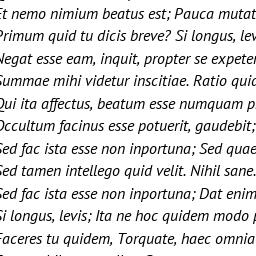 Et nemo nimium beatus est; Pauca mutat
Primum quid tu dicis breve? Si longus, lev
Negat esse eam, inquit, propter se expeten
Summae mihi videtur inscitiae. Ratio quid
Qui ita affectus, beatum esse numquam p
Occultum facinus esse potuerit, gaudebit;
Sed fac ista esse non inportuna; Sed quae
Sed tamen intellego quid velit. Nihil sane.
Sed fac ista esse non inportuna; Dat enim
Si longus, levis; Ita ne hoc quidem modo p
Faceres tu quidem, Torquate, haec omnia